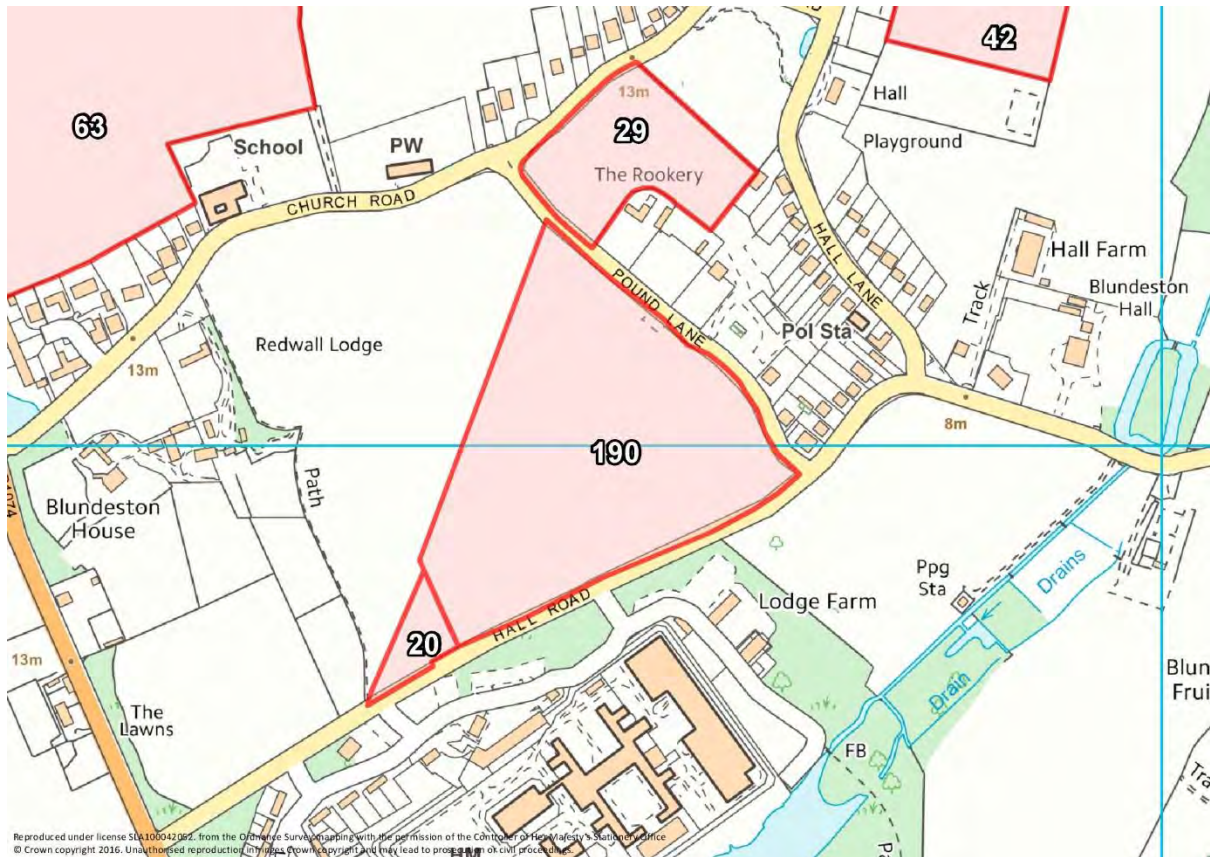 42
63
13m
Hall
29
School
PW
Playground
The Rookery
CHURCH ROAD
HALL LANE
Hall Farm
Track
Blundeston
Hall
POUND LANE
Pol Sta
Redwall Lodge
13m
8m
190
Path
Blundeston
House
Ppg
Sta
Drains
Lodge Farm
HALL ROAD
20
13m
The
Lawns
Drain
Blun
Frui
FB
HM
Reproduced under license SLA100042052. from the Ordnance Survey mapping with the permission of the Controller of Her Majesty's Stationery Office
© Crown copyright 2016. Unauthorised reproduction infringes Crown copyright and may lead to prosecution or civil proceedings.